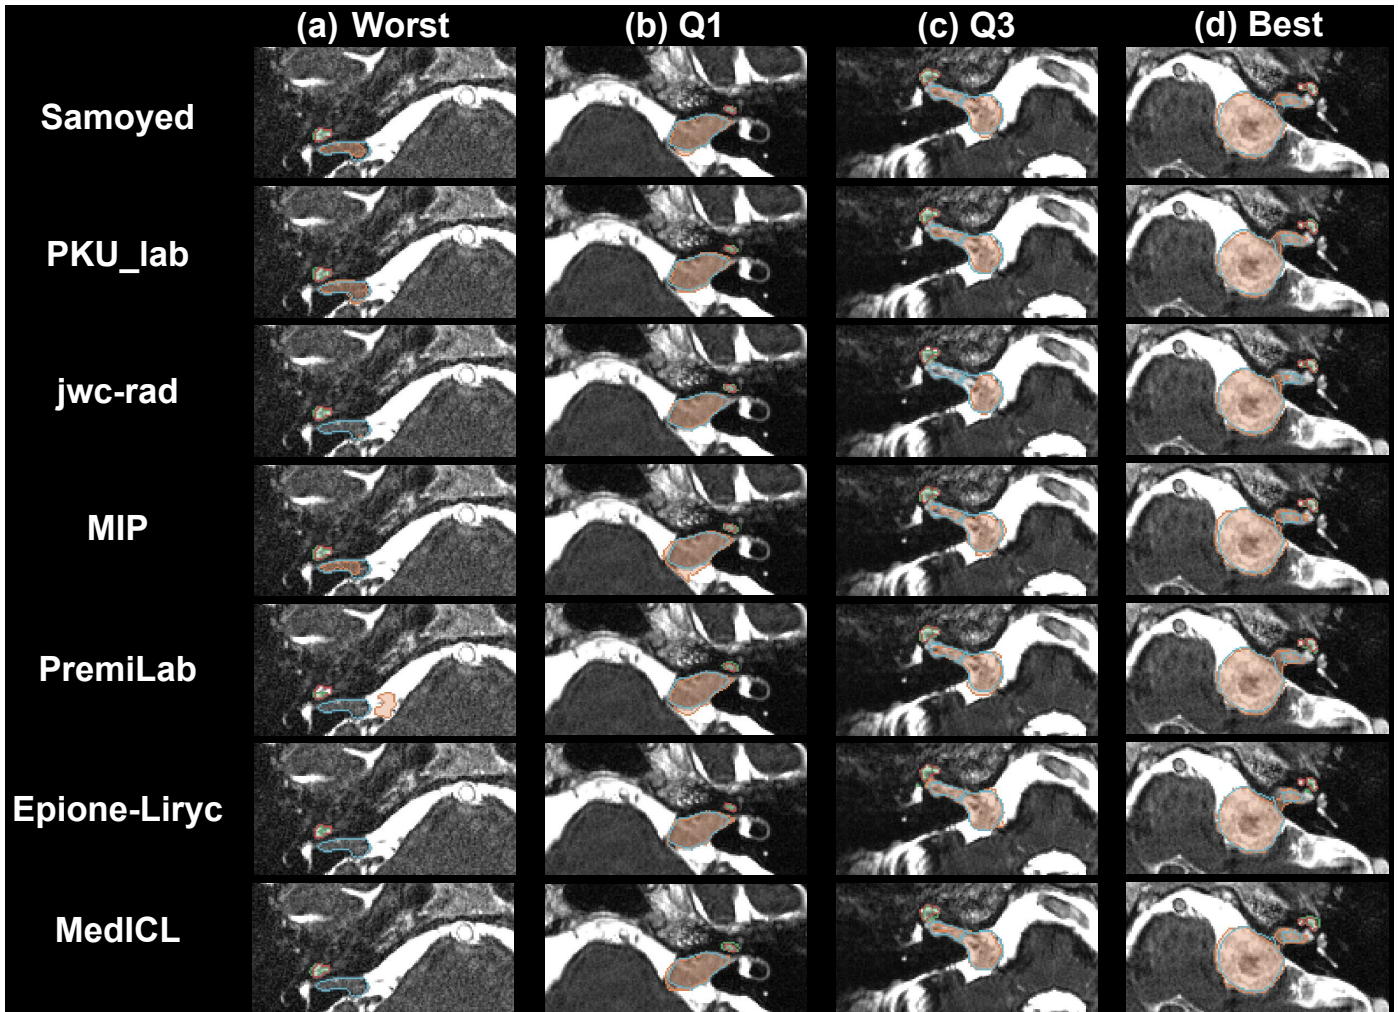 (a) Worst (b) Q1 (c) Q3 (d) Best
Samoyed
PKU_lab
jwc-rad
MIP
PremiLab
Epione-Liryc
MedICL